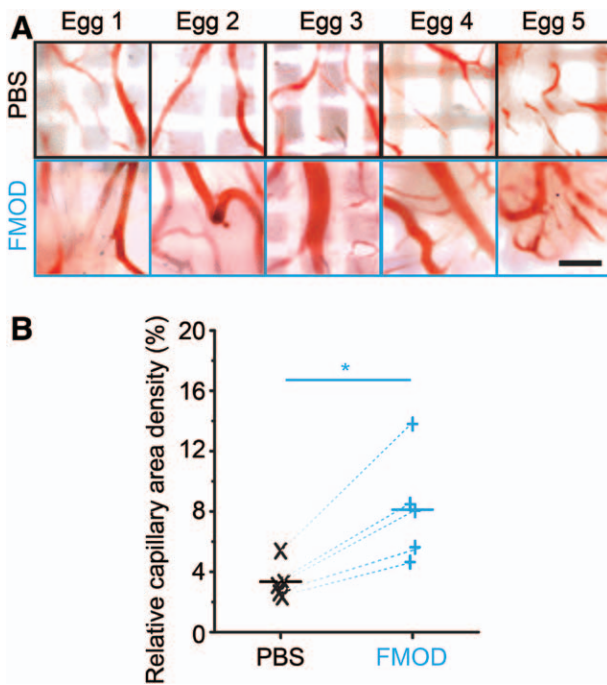 A
Egg 1 Egg 2 Egg 3 Egg 4 Egg 5
PBS
FMOD
B
Relative capillary area density (%)
20
16
12
8
4
0
*
PBS FMOD